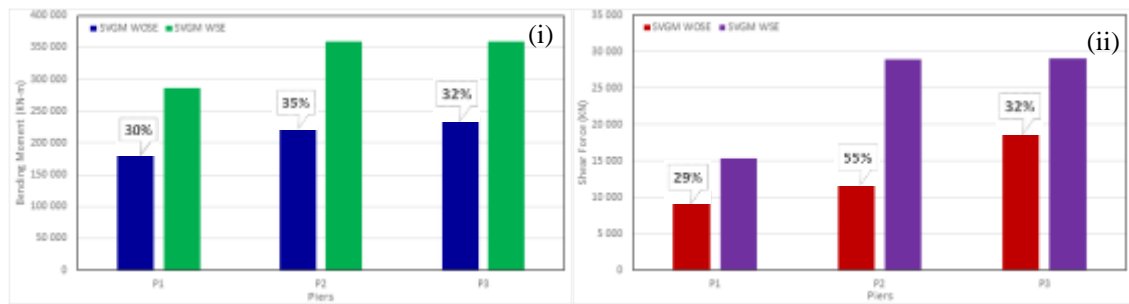 SVGM WOSE SVGM WSE (i)
400 000
350 000
300 000
250 000
200 000
150 000
100 000
50 000
0
Bending Moment (KN-m)
30%
35%
32%
P1 P2 P3
Piers
SVGM WOSE SVGM WSE (ii)
35 000
30 000
25 000
20 000
15 000
10 000
5 000
0
Shear Force (KN)
29%
55%
32%
P1 P2 P3
Piers